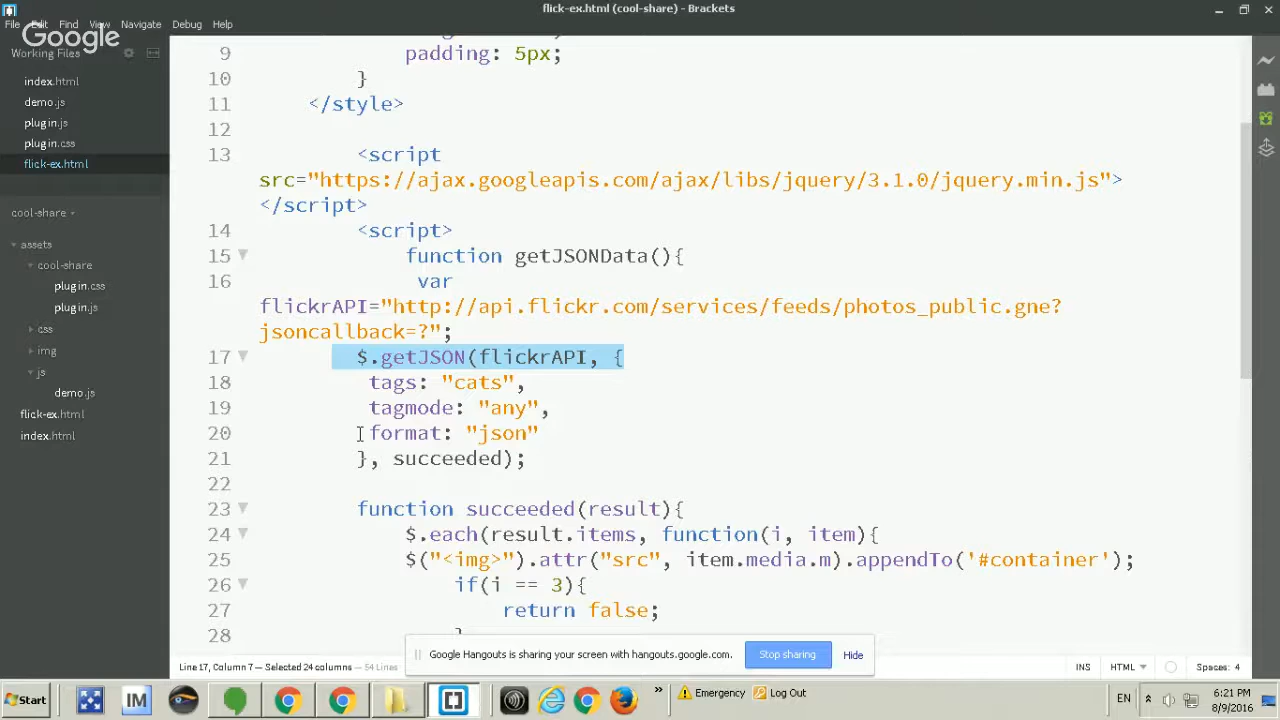 flick-ex.html (cool-share) - Brackets
File Edit Find View Navigate Debug Help
Google
Working Files
index.html
demo.js
plugin.js
plugin.css
flick-ex.html
cool-share
assets
cool-share
plugin.css
plugin.js
css
img
js
demo.js
flick-ex.html
index.html
9 padding: 5px;
10 }
11 </style>
12
13 <script
src="https://ajax.googleapis.com/ajax/libs/jquery/3.1.0/jquery.min.js">
</script>
14 <script>
15 function getJSONData(){
16 var
flickrAPI="http://api.flickr.com/services/feeds/photos_public.gne?
jsoncallback=?";
17 $.getJSON(flickrAPI, {
18 tags: "cats",
19 tagmode: "any",
20 format: "json"
21 }, succeeded);
22
23 function succeeded(result){
24 $.each(result.items, function(i, item){
25 $("<img>").attr("src", item.media.m).appendTo('#container');
26 if(i == 3){
27 return false;
28 }
Google Hangouts is sharing your screen with hangouts.google.com. Stop sharing Hide
Line 17, Column 7 — Selected 24 columns — 54 Lines INS HTML Spaces: 4
Start IM » Emergency Log Out EN 6:21 PM
8/9/2016